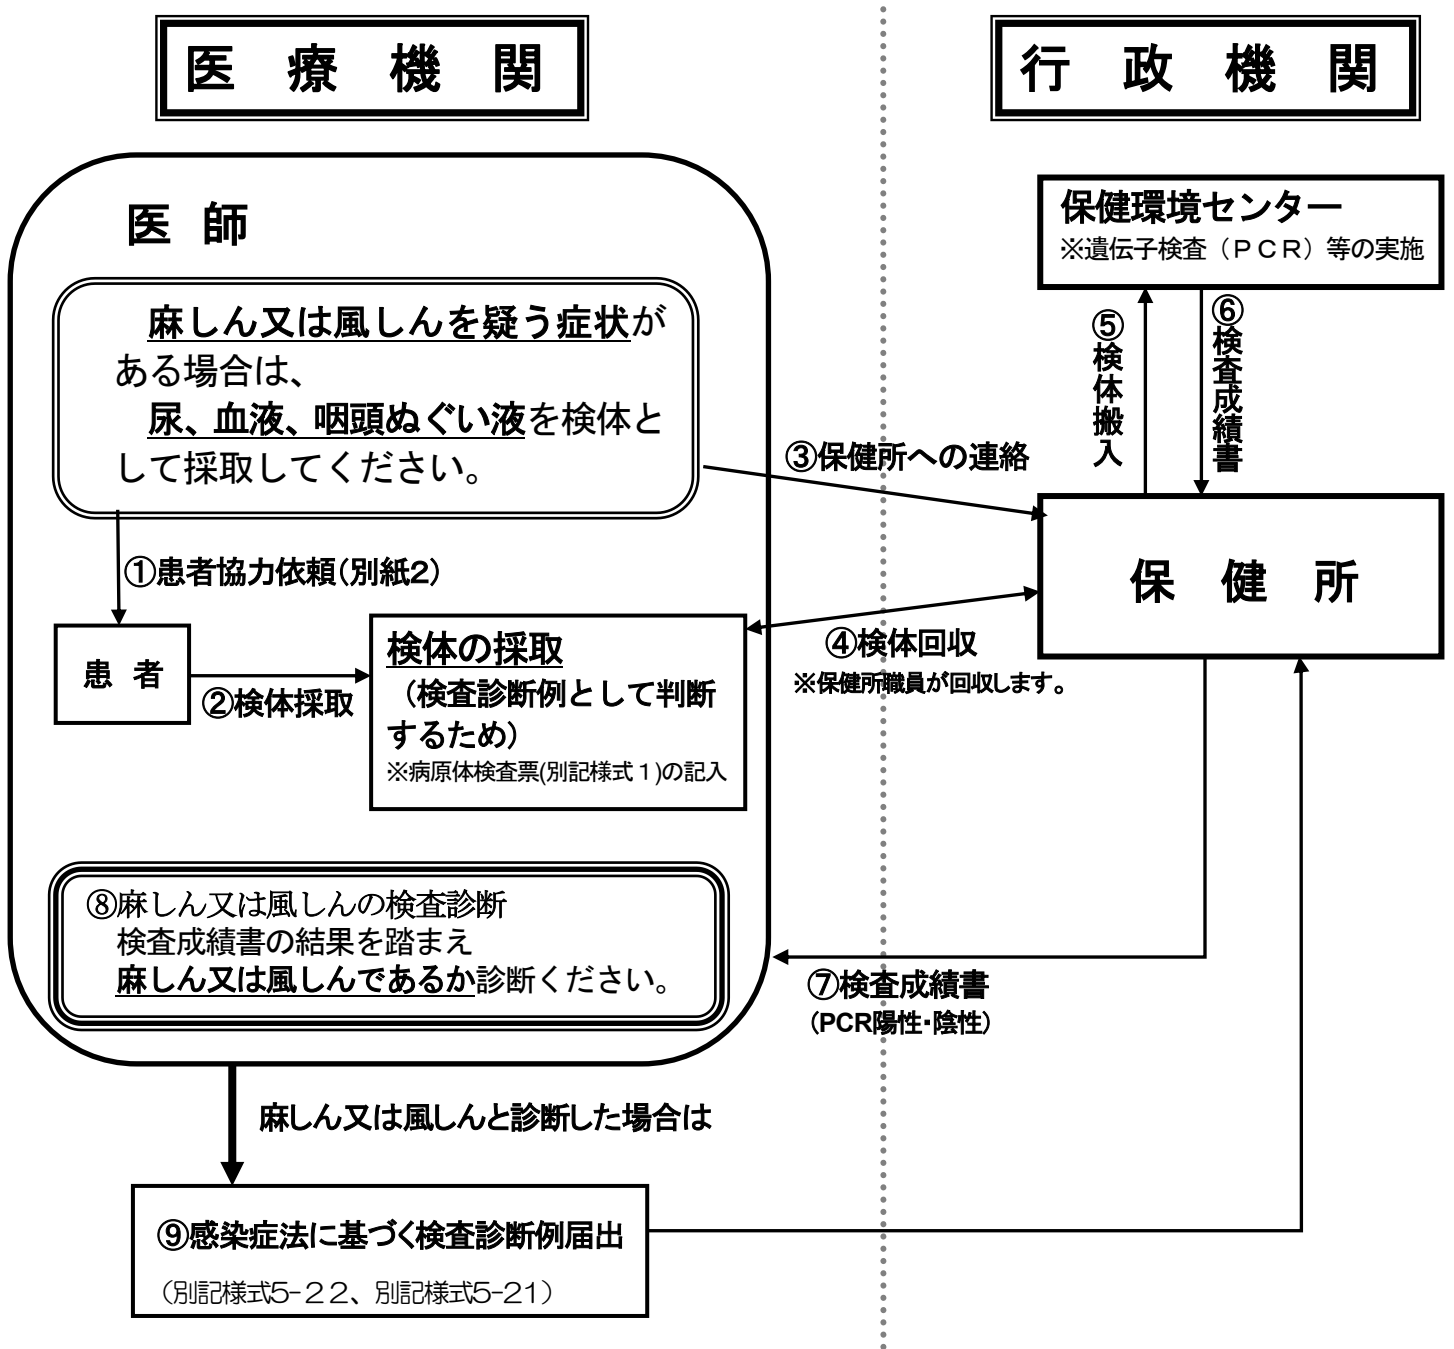 医　療　機　関
行　政　機　関
医　師
麻しん又は風しんを疑う症状が
ある場合は、
尿、血液、咽頭ぬぐい液を検体と
して採取してください。
①患者協力依頼(別紙2)
患　者
②検体採取
検体の採取
（検査診断例として判断
するため）
※病原体検査票(別記様式１)の記入
③保健所への連絡
④検体回収
※保健所職員が回収します。
保健環境センター
※遺伝子検査（ＰＣＲ）等の実施
⑤検体搬入
⑥検査成績書
保　健　所
⑦検査成績書
（PCR陽性・陰性）
⑧麻しん又は風しんの検査診断
検査成績書の結果を踏まえ
麻しん又は風しんであるか診断ください。
麻しん又は風しんと診断した場合は
⑨感染症法に基づく検査診断例届出
（別記様式5-２２、別記様式5-21）